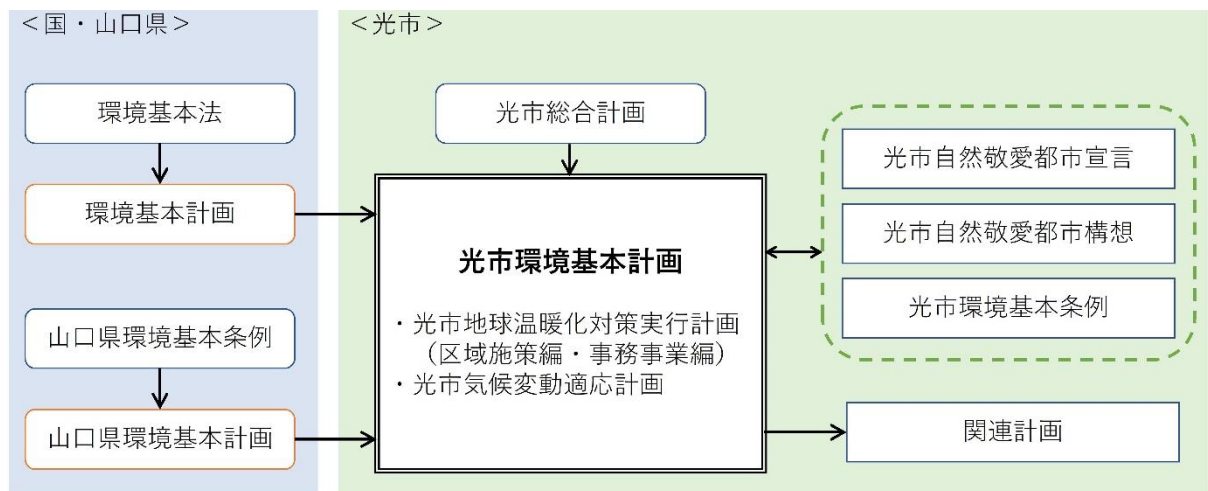 ＜国・山口県＞
環境基本法
環境基本計画
山口県環境基本条例
山口県環境基本計画
＜光市＞
光市総合計画
光市環境基本計画
・光市地球温暖化対策実行計画
（区域施策編・事務事業編）
・光市気候変動適応計画
光市自然敬愛都市宣言
光市自然敬愛都市構想
光市環境基本条例
関連計画